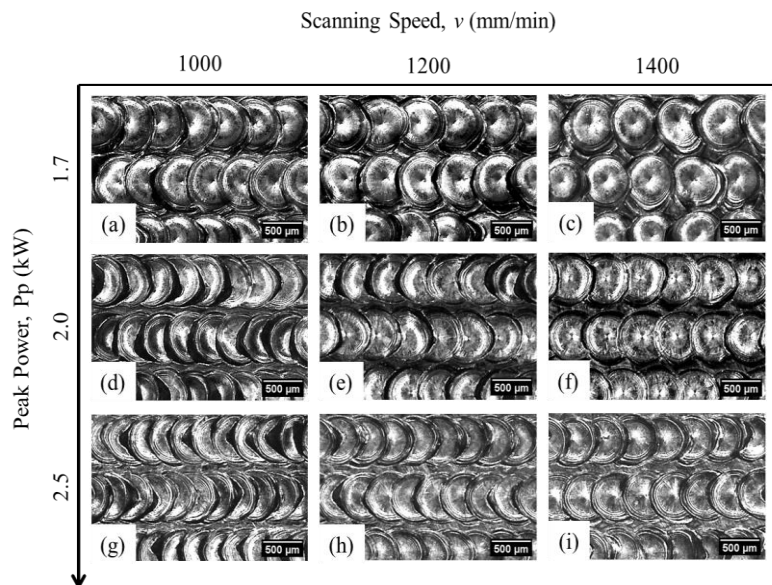 Scanning Speed, v (mm/min)
1000 1200 1400
Peak Power, Pp (kW)
1.7
(a) 500 µm (b) 500 µm (c) 500 µm
2.0
(d) 500 µm (e) 500 µm (f) 500 µm
2.5
(g) 500 µm (h) 500 µm (i) 500 µm